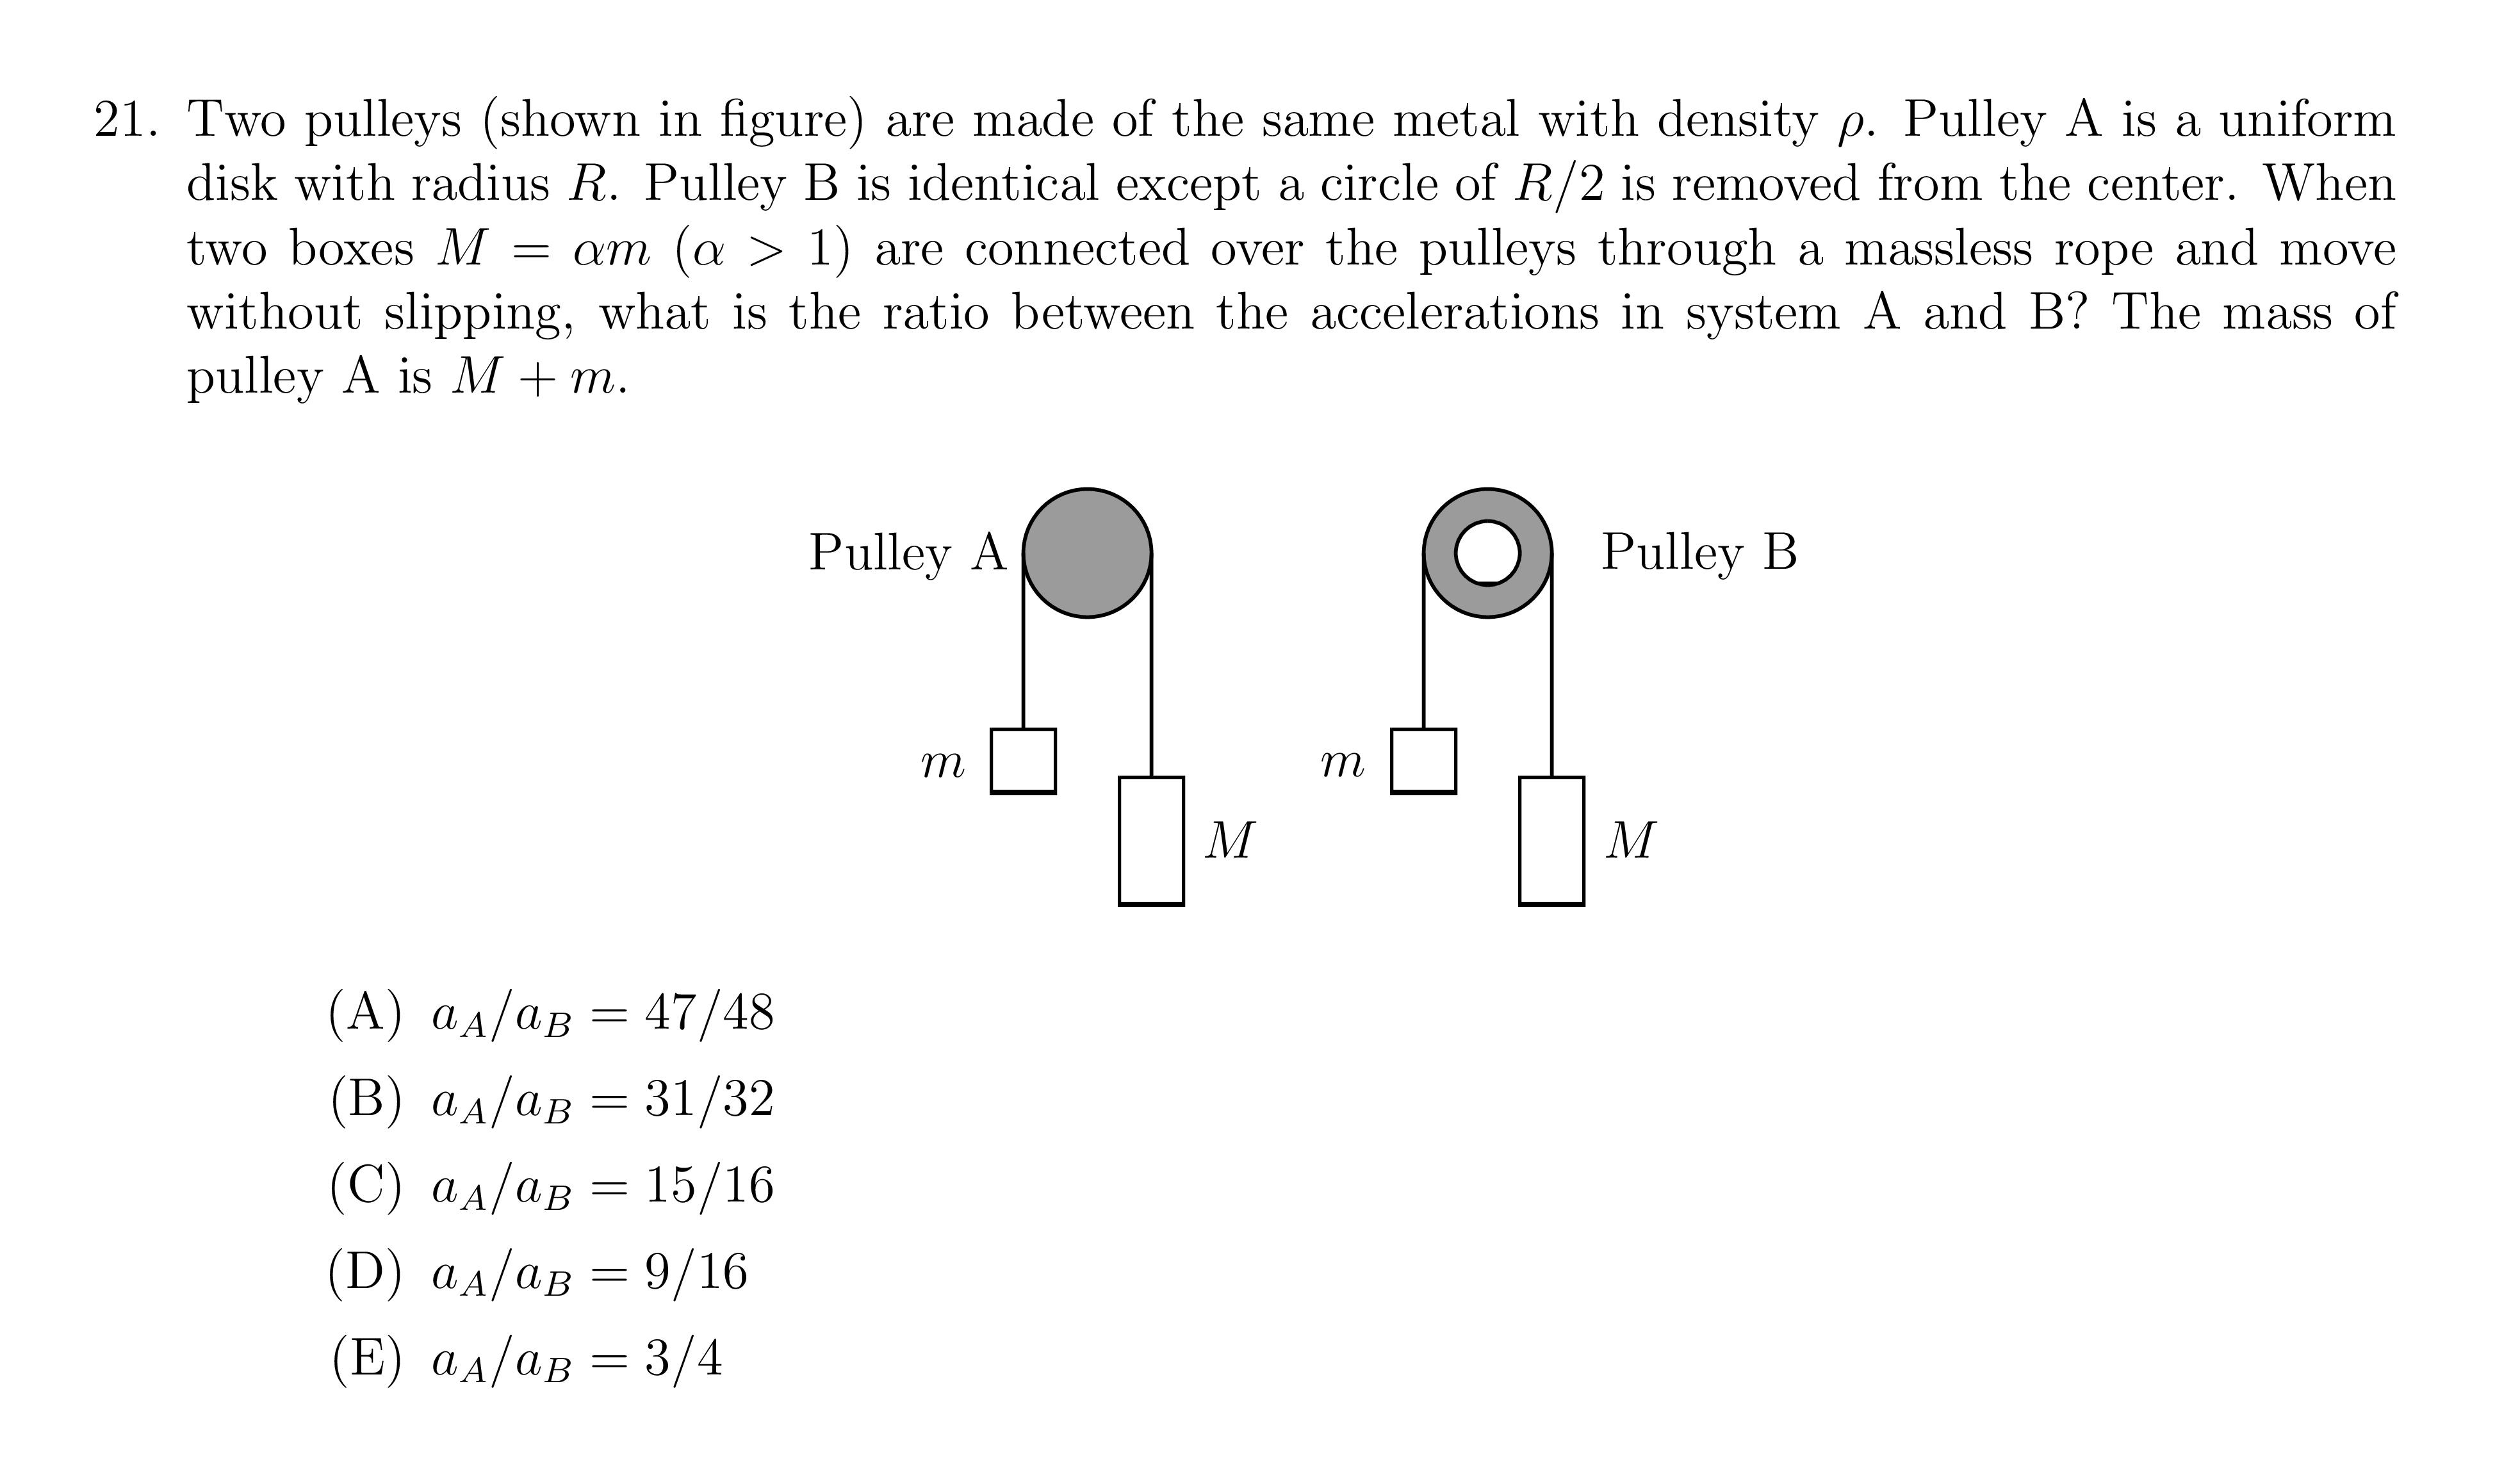 21. Two pulleys (shown in figure) are made of the same metal with density ρ. Pulley A is a uniform
disk with radius R. Pulley B is identical except a circle of R/2 is removed from the center. When
two boxes M = αm (α > 1) are connected over the pulleys through a massless rope and move
without slipping, what is the ratio between the accelerations in system A and B? The mass of
pulley A is M + m.
Pulley A
Pulley B
m
m
M
M
(A) a_A/a_B = 47/48
(B) a_A/a_B = 31/32
(C) a_A/a_B = 15/16
(D) a_A/a_B = 9/16
(E) a_A/a_B = 3/4